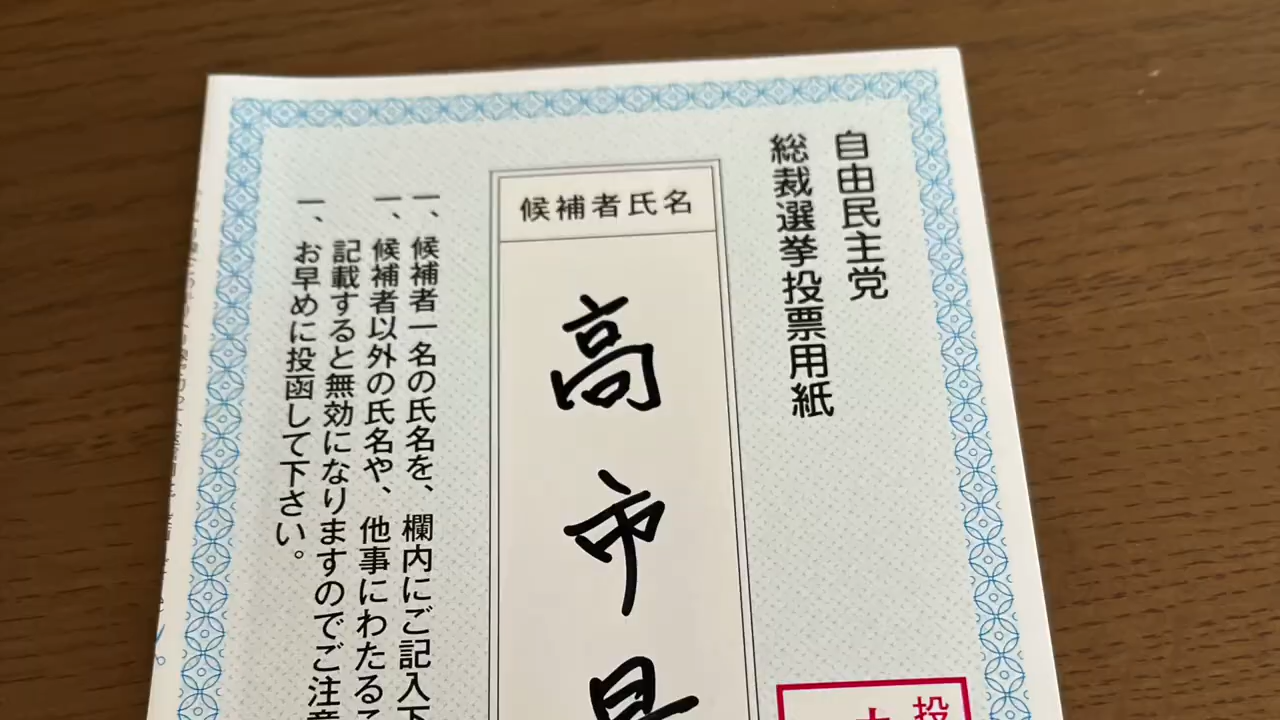 自由民主党
総裁選挙投票用紙
投
候補者氏名
高市早
一、候補者一名の氏名を、欄内にご記入下
一、候補者以外の氏名や、他事にわたる
記載すると無効になりますのでご注意
一、お早めに投函して下さい。